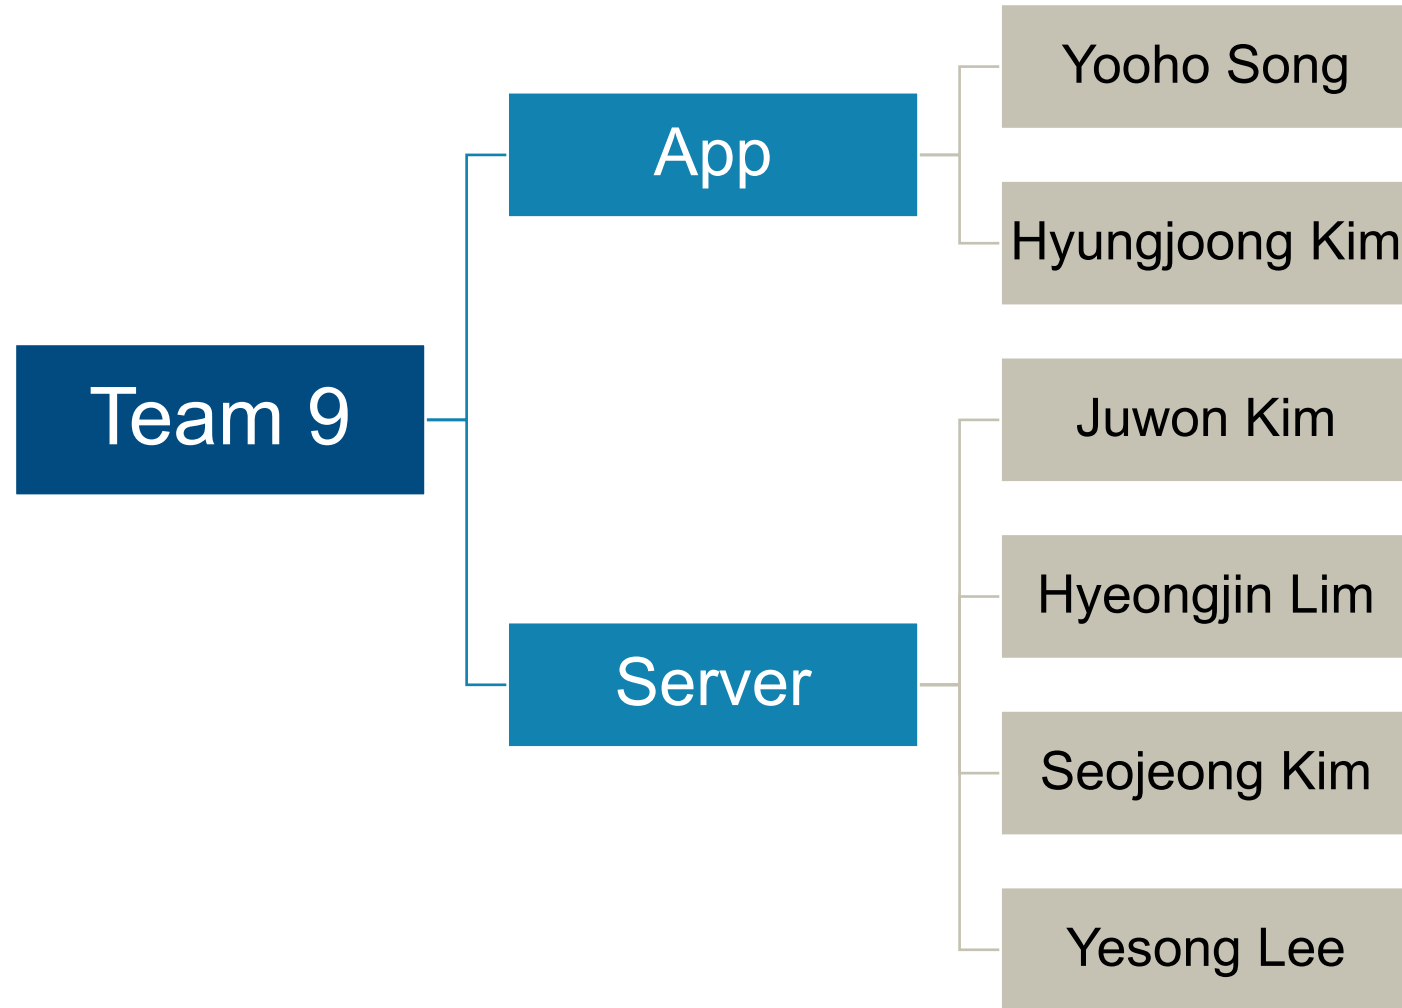 Team 9
App
Yooho Song
Hyungjoong Kim
Server
Juwon Kim
Hyeongjin Lim
Seojeong Kim
Yesong Lee